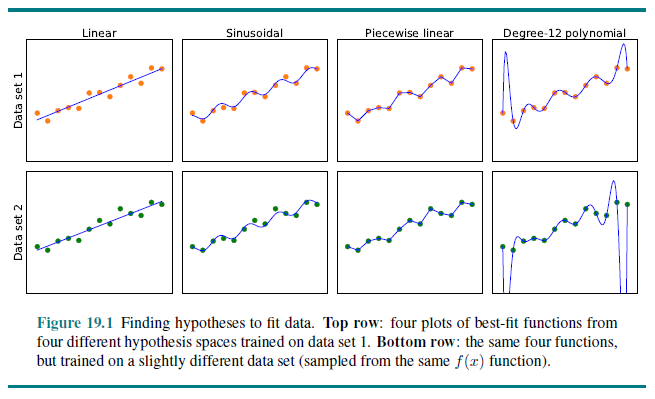 Linear
Sinusoidal
Piecewise linear
Degree-12 polynomial
Data set 1
Data set 2
Figure 19.1 Finding hypotheses to fit data. Top row: four plots of best-fit functions from
four different hypothesis spaces trained on data set 1. Bottom row: the same four functions,
but trained on a slightly different data set (sampled from the same f(x) function).